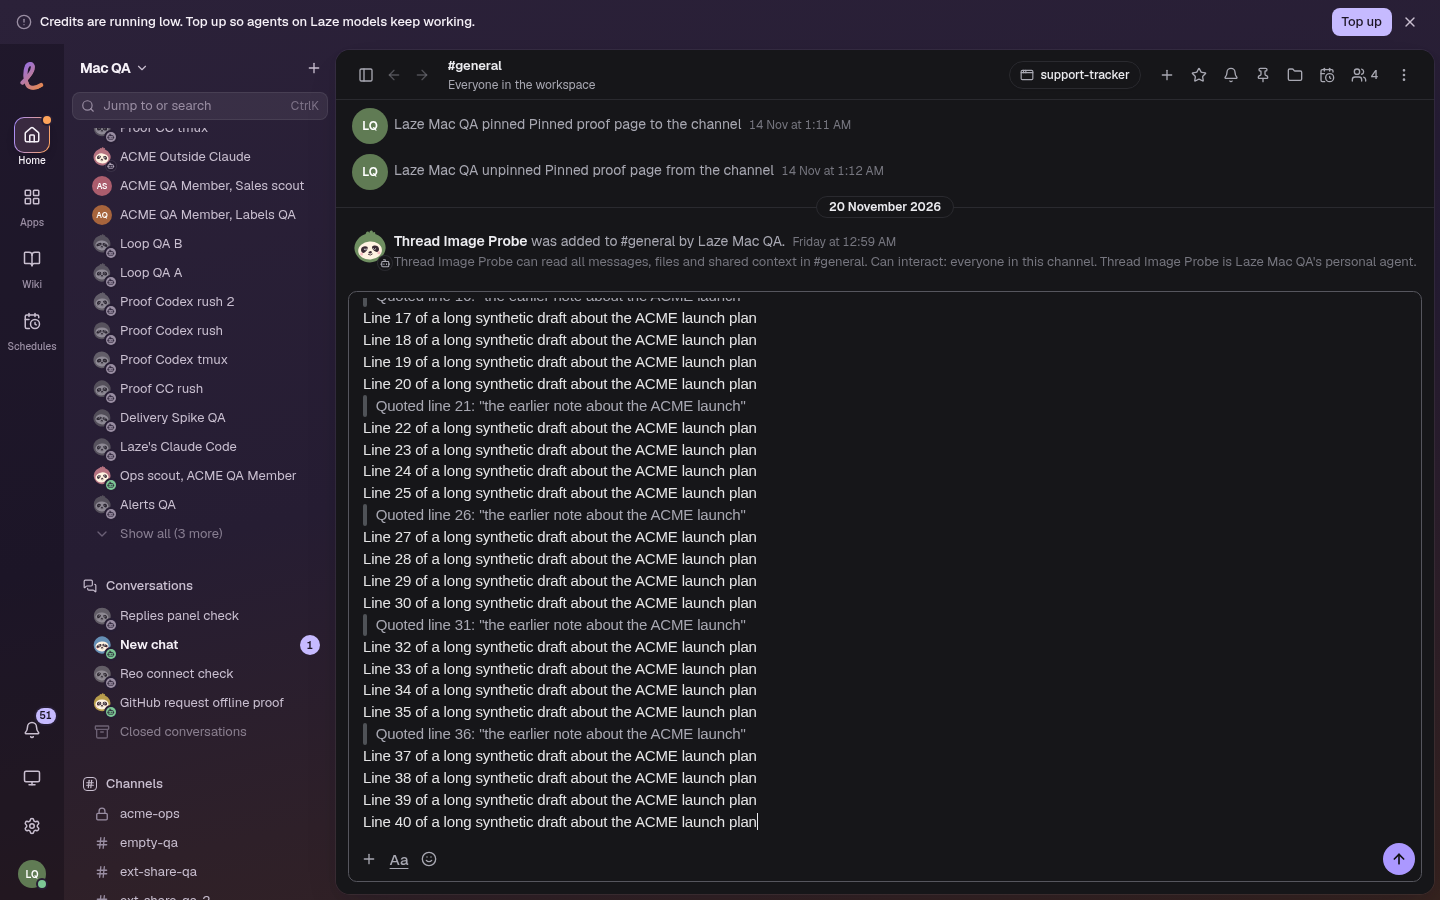 Credits are running low. Top up so agents on Laze models keep working.
Top up
Mac QA
Jump to or search
CtrlK
Home
Apps
Wiki
Schedules
51
LQ
Proof CC tmux
ACME Outside Claude
AS
ACME QA Member, Sales scout
AQ
ACME QA Member, Labels QA
Loop QA B
Loop QA A
Proof Codex rush 2
Proof Codex rush
Proof Codex tmux
Proof CC rush
Delivery Spike QA
Laze's Claude Code
Ops scout, ACME QA Member
Alerts QA
Show all (3 more)
Conversations
Replies panel check
New chat
1
Reo connect check
GitHub request offline proof
Closed conversations
Channels
acme-ops
empty-qa
ext-share-qa
ext-share-qa-2
#general
Everyone in the workspace
support-tracker
4
LQ
Laze Mac QA pinned Pinned proof page to the channel 14 Nov at 1:11 AM
LQ
Laze Mac QA unpinned Pinned proof page from the channel 14 Nov at 1:12 AM
20 November 2026
Thread Image Probe was added to #general by Laze Mac QA. Friday at 12:59 AM
Thread Image Probe can read all messages, files and shared context in #general. Can interact: everyone in this channel. Thread Image Probe is Laze Mac QA's personal agent.
Quoted line 16: "the earlier note about the ACME launch"
Line 17 of a long synthetic draft about the ACME launch plan
Line 18 of a long synthetic draft about the ACME launch plan
Line 19 of a long synthetic draft about the ACME launch plan
Line 20 of a long synthetic draft about the ACME launch plan
Quoted line 21: "the earlier note about the ACME launch"
Line 22 of a long synthetic draft about the ACME launch plan
Line 23 of a long synthetic draft about the ACME launch plan
Line 24 of a long synthetic draft about the ACME launch plan
Line 25 of a long synthetic draft about the ACME launch plan
Quoted line 26: "the earlier note about the ACME launch"
Line 27 of a long synthetic draft about the ACME launch plan
Line 28 of a long synthetic draft about the ACME launch plan
Line 29 of a long synthetic draft about the ACME launch plan
Line 30 of a long synthetic draft about the ACME launch plan
Quoted line 31: "the earlier note about the ACME launch"
Line 32 of a long synthetic draft about the ACME launch plan
Line 33 of a long synthetic draft about the ACME launch plan
Line 34 of a long synthetic draft about the ACME launch plan
Line 35 of a long synthetic draft about the ACME launch plan
Quoted line 36: "the earlier note about the ACME launch"
Line 37 of a long synthetic draft about the ACME launch plan
Line 38 of a long synthetic draft about the ACME launch plan
Line 39 of a long synthetic draft about the ACME launch plan
Line 40 of a long synthetic draft about the ACME launch plan
Aa